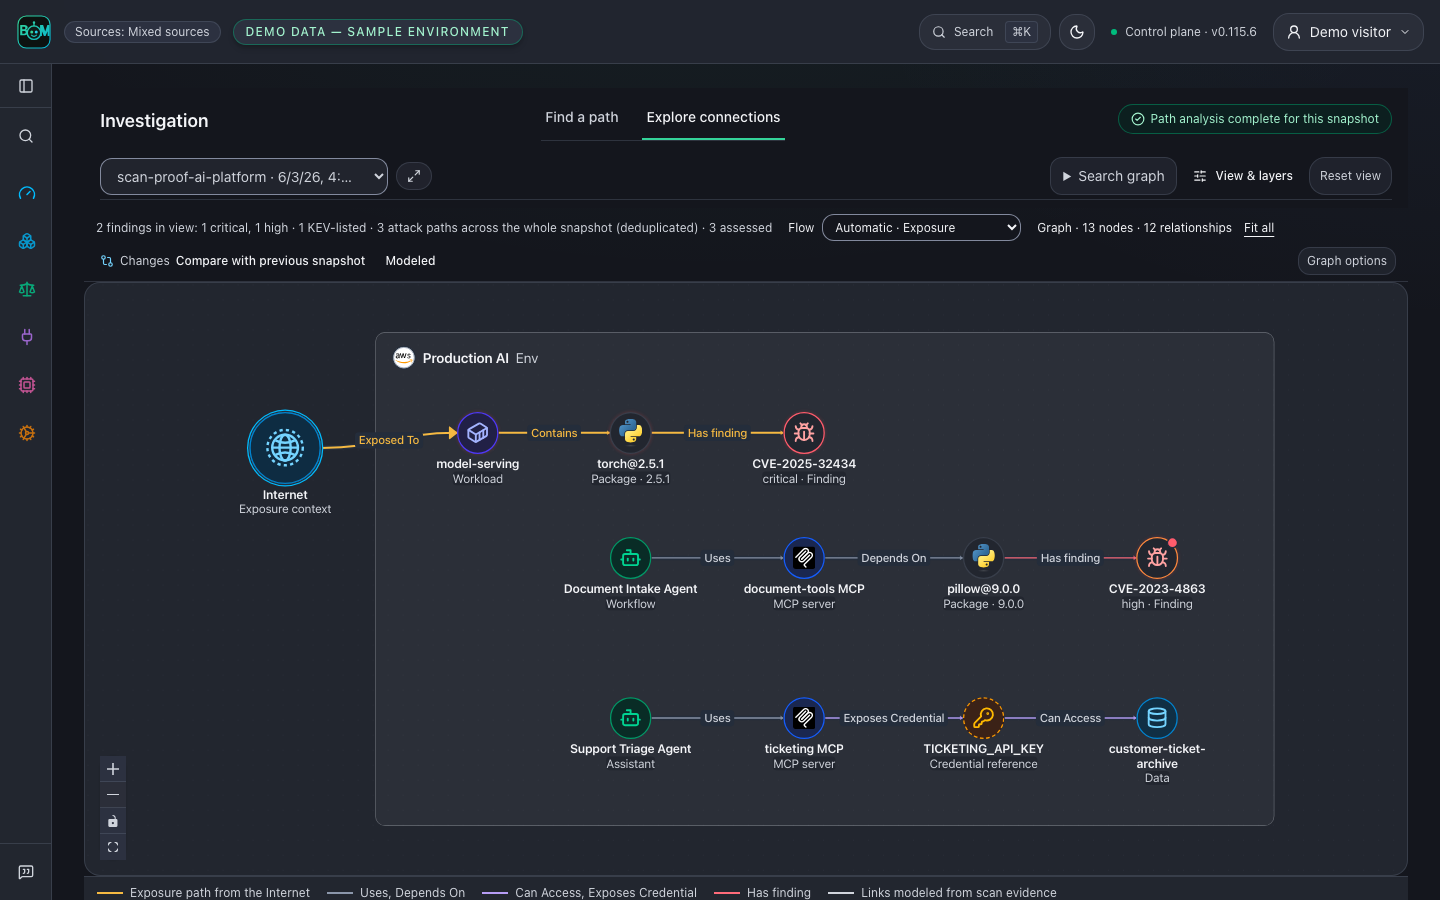 BOM
Sources: Mixed sources
DEMO DATA — SAMPLE ENVIRONMENT
Search ⌘K
Control plane · v0.115.6
Demo visitor
Investigation
Find a path
Explore connections
Path analysis complete for this snapshot
scan-proof-ai-platform · 6/3/26, 4:...
Search graph
View & layers
Reset view
2 findings in view: 1 critical, 1 high · 1 KEV-listed · 3 attack paths across the whole snapshot (deduplicated) · 3 assessed
Flow
Automatic · Exposure
Graph · 13 nodes · 12 relationships
Fit all
Changes
Compare with previous snapshot
Modeled
Graph options
aws
Production AI Env
Exposed To
Contains
Has finding
Internet
Exposure context
model-serving
Workload
torch@2.5.1
Package · 2.5.1
CVE-2025-32434
critical · Finding
Uses
Depends On
Has finding
Document Intake Agent
Workflow
document-tools MCP
MCP server
pillow@9.0.0
Package · 9.0.0
CVE-2023-4863
high · Finding
Uses
Exposes Credential
Can Access
Support Triage Agent
Assistant
ticketing MCP
MCP server
TICKETING_API_KEY
Credential reference
customer-ticket-
archive
Data
Exposure path from the Internet
Uses, Depends On
Can Access, Exposes Credential
Has finding
Links modeled from scan evidence